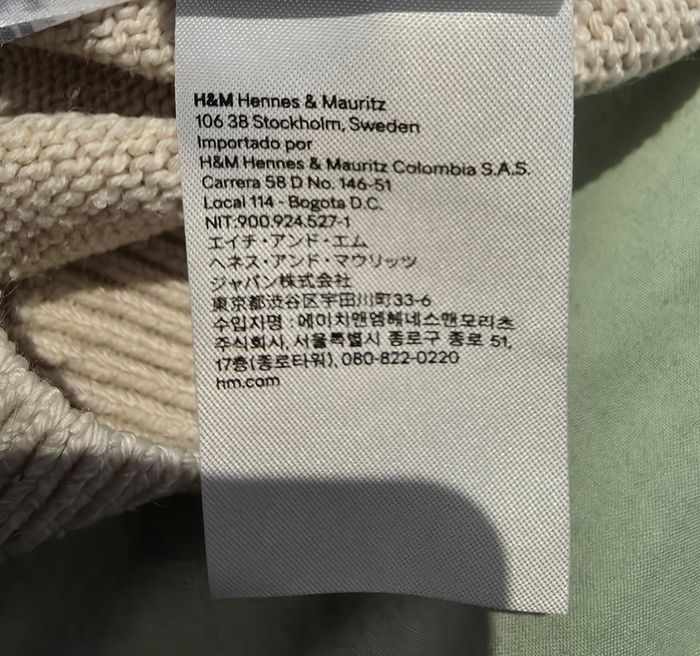 H&M Hennes & Mauritz
106 38 Stockholm, Sweden
Importado por
H&M Hennes & Mauritz Colombia S.A.S.
Carrera 58 D No. 146-51
Local 114 - Bogota D.C.
NIT:900.924.527-1
エイチ・アンド・エム
ヘネス・アンド・マウリッツ
ジャパン株式会社
東京都渋谷区宇田川町33-6
수입자명 : 에이치앤엠헤네스앤모리츠
주식회사, 서울특별시 종로구 종로 51,
17층(종로타워), 080-822-0220
hm.com